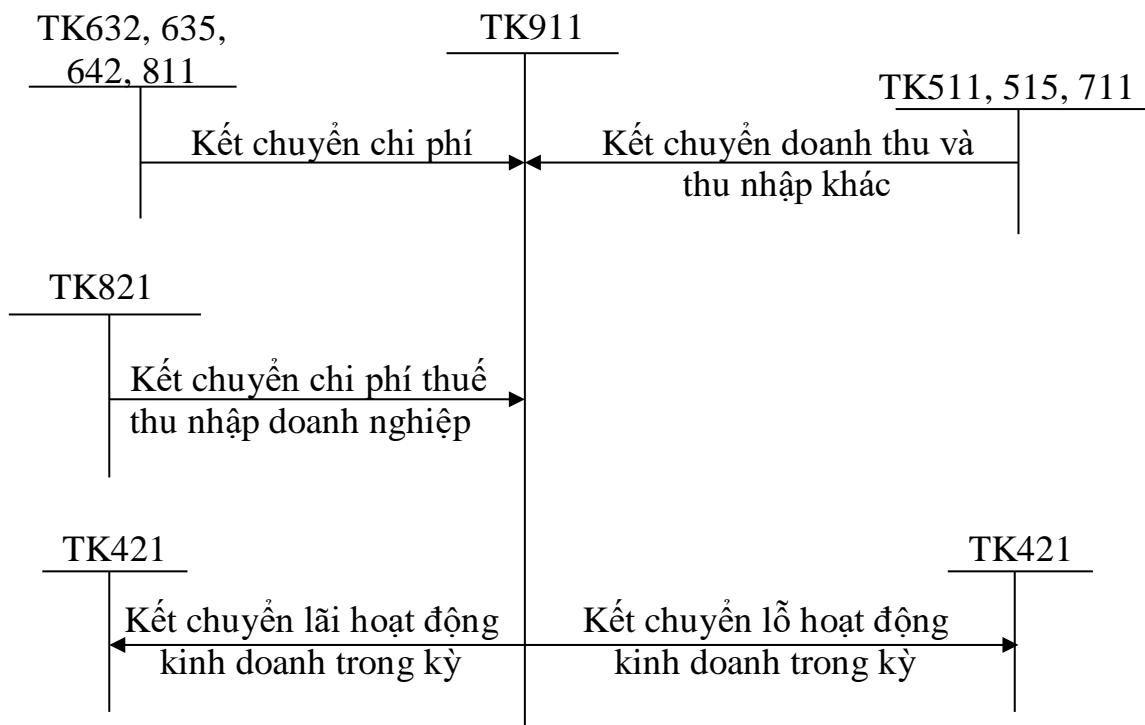 TK632, 635,
642, 811
TK911
TK511, 515, 711
Kết chuyển chi phí
Kết chuyển doanh thu và
thu nhập khác
TK821
Kết chuyển chi phí thuế
thu nhập doanh nghiệp
TK421
TK421
Kết chuyển lãi hoạt động
kinh doanh trong kỳ
Kết chuyển lỗ hoạt động
kinh doanh trong kỳ